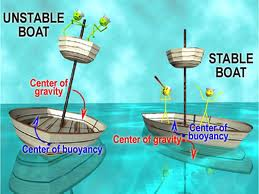 UNSTABLE
BOAT
STABLE
BOAT
Center of
gravity
Center of
buoyancy
Center of gravity
Center of buoyancy